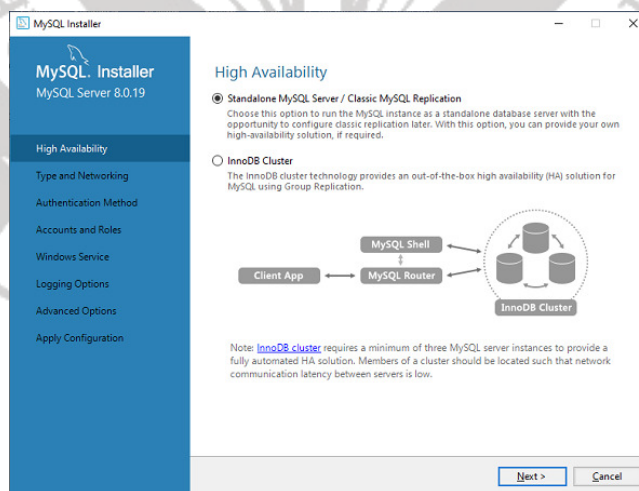 MySQL Installer
MySQL. Installer
MySQL Server 8.0.19
High Availability
Type and Networking
Authentication Method
Accounts and Roles
Windows Service
Logging Options
Advanced Options
Apply Configuration
High Availability
Standalone MySQL Server / Classic MySQL Replication
Choose this option to run the MySQL instance as a standalone database server with the
opportunity to configure classic replication later. With this option, you can provide your own
high-availability solution, if required.
InnoDB Cluster
The InnoDB cluster technology provides an out-of-the-box high availability (HA) solution for
MySQL using Group Replication.
MySQL Shell
Client App
MySQL Router
InnoDB Cluster
Note: InnoDB cluster requires a minimum of three MySQL server instances to provide a
fully automated HA solution. Members of a cluster should be located such that network
communication latency between servers is low.
Next >
Cancel